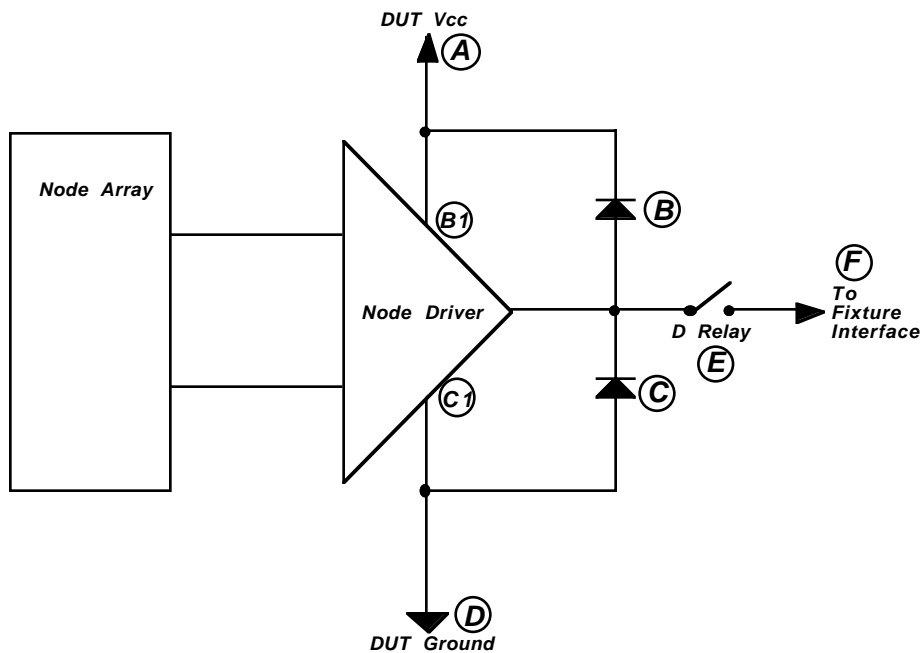 DUT Vcc
A
Node Array
B1
B
Node Driver
F
To
Fixture
Interface
D Relay
E
C1
C
D
DUT Ground